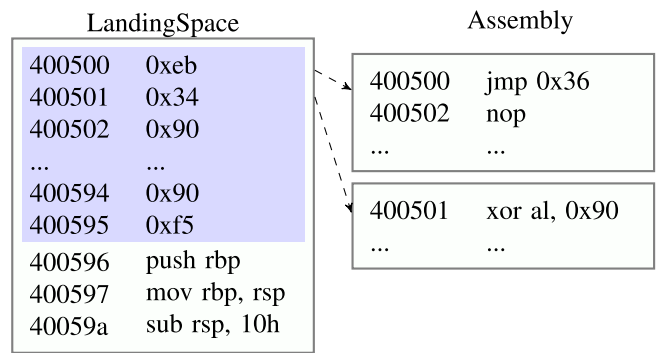 LandingSpace
400500 0xeb
400501 0x34
400502 0x90
... ...
400594 0x90
400595 0xf5
400596 push rbp
400597 mov rbp, rsp
40059a sub rsp, 10h
Assembly
400500 jmp 0x36
400502 nop
... ...
400501 xor al, 0x90
... ...